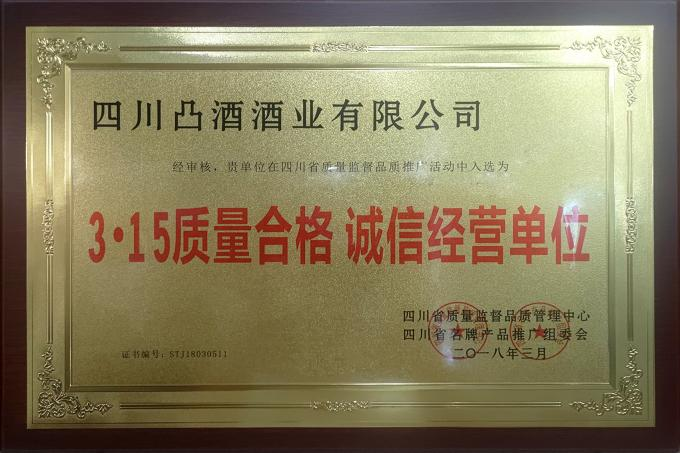 四川凸酒酒业有限公司
经审核，贵单位在四川省质量监督品质推广活动中入选为
3·15质量合格 诚信经营单位
四川省质量监督品质管理中心
四川省名牌产品推广组委会
二〇一八年三月
证书编号：STJ18030511